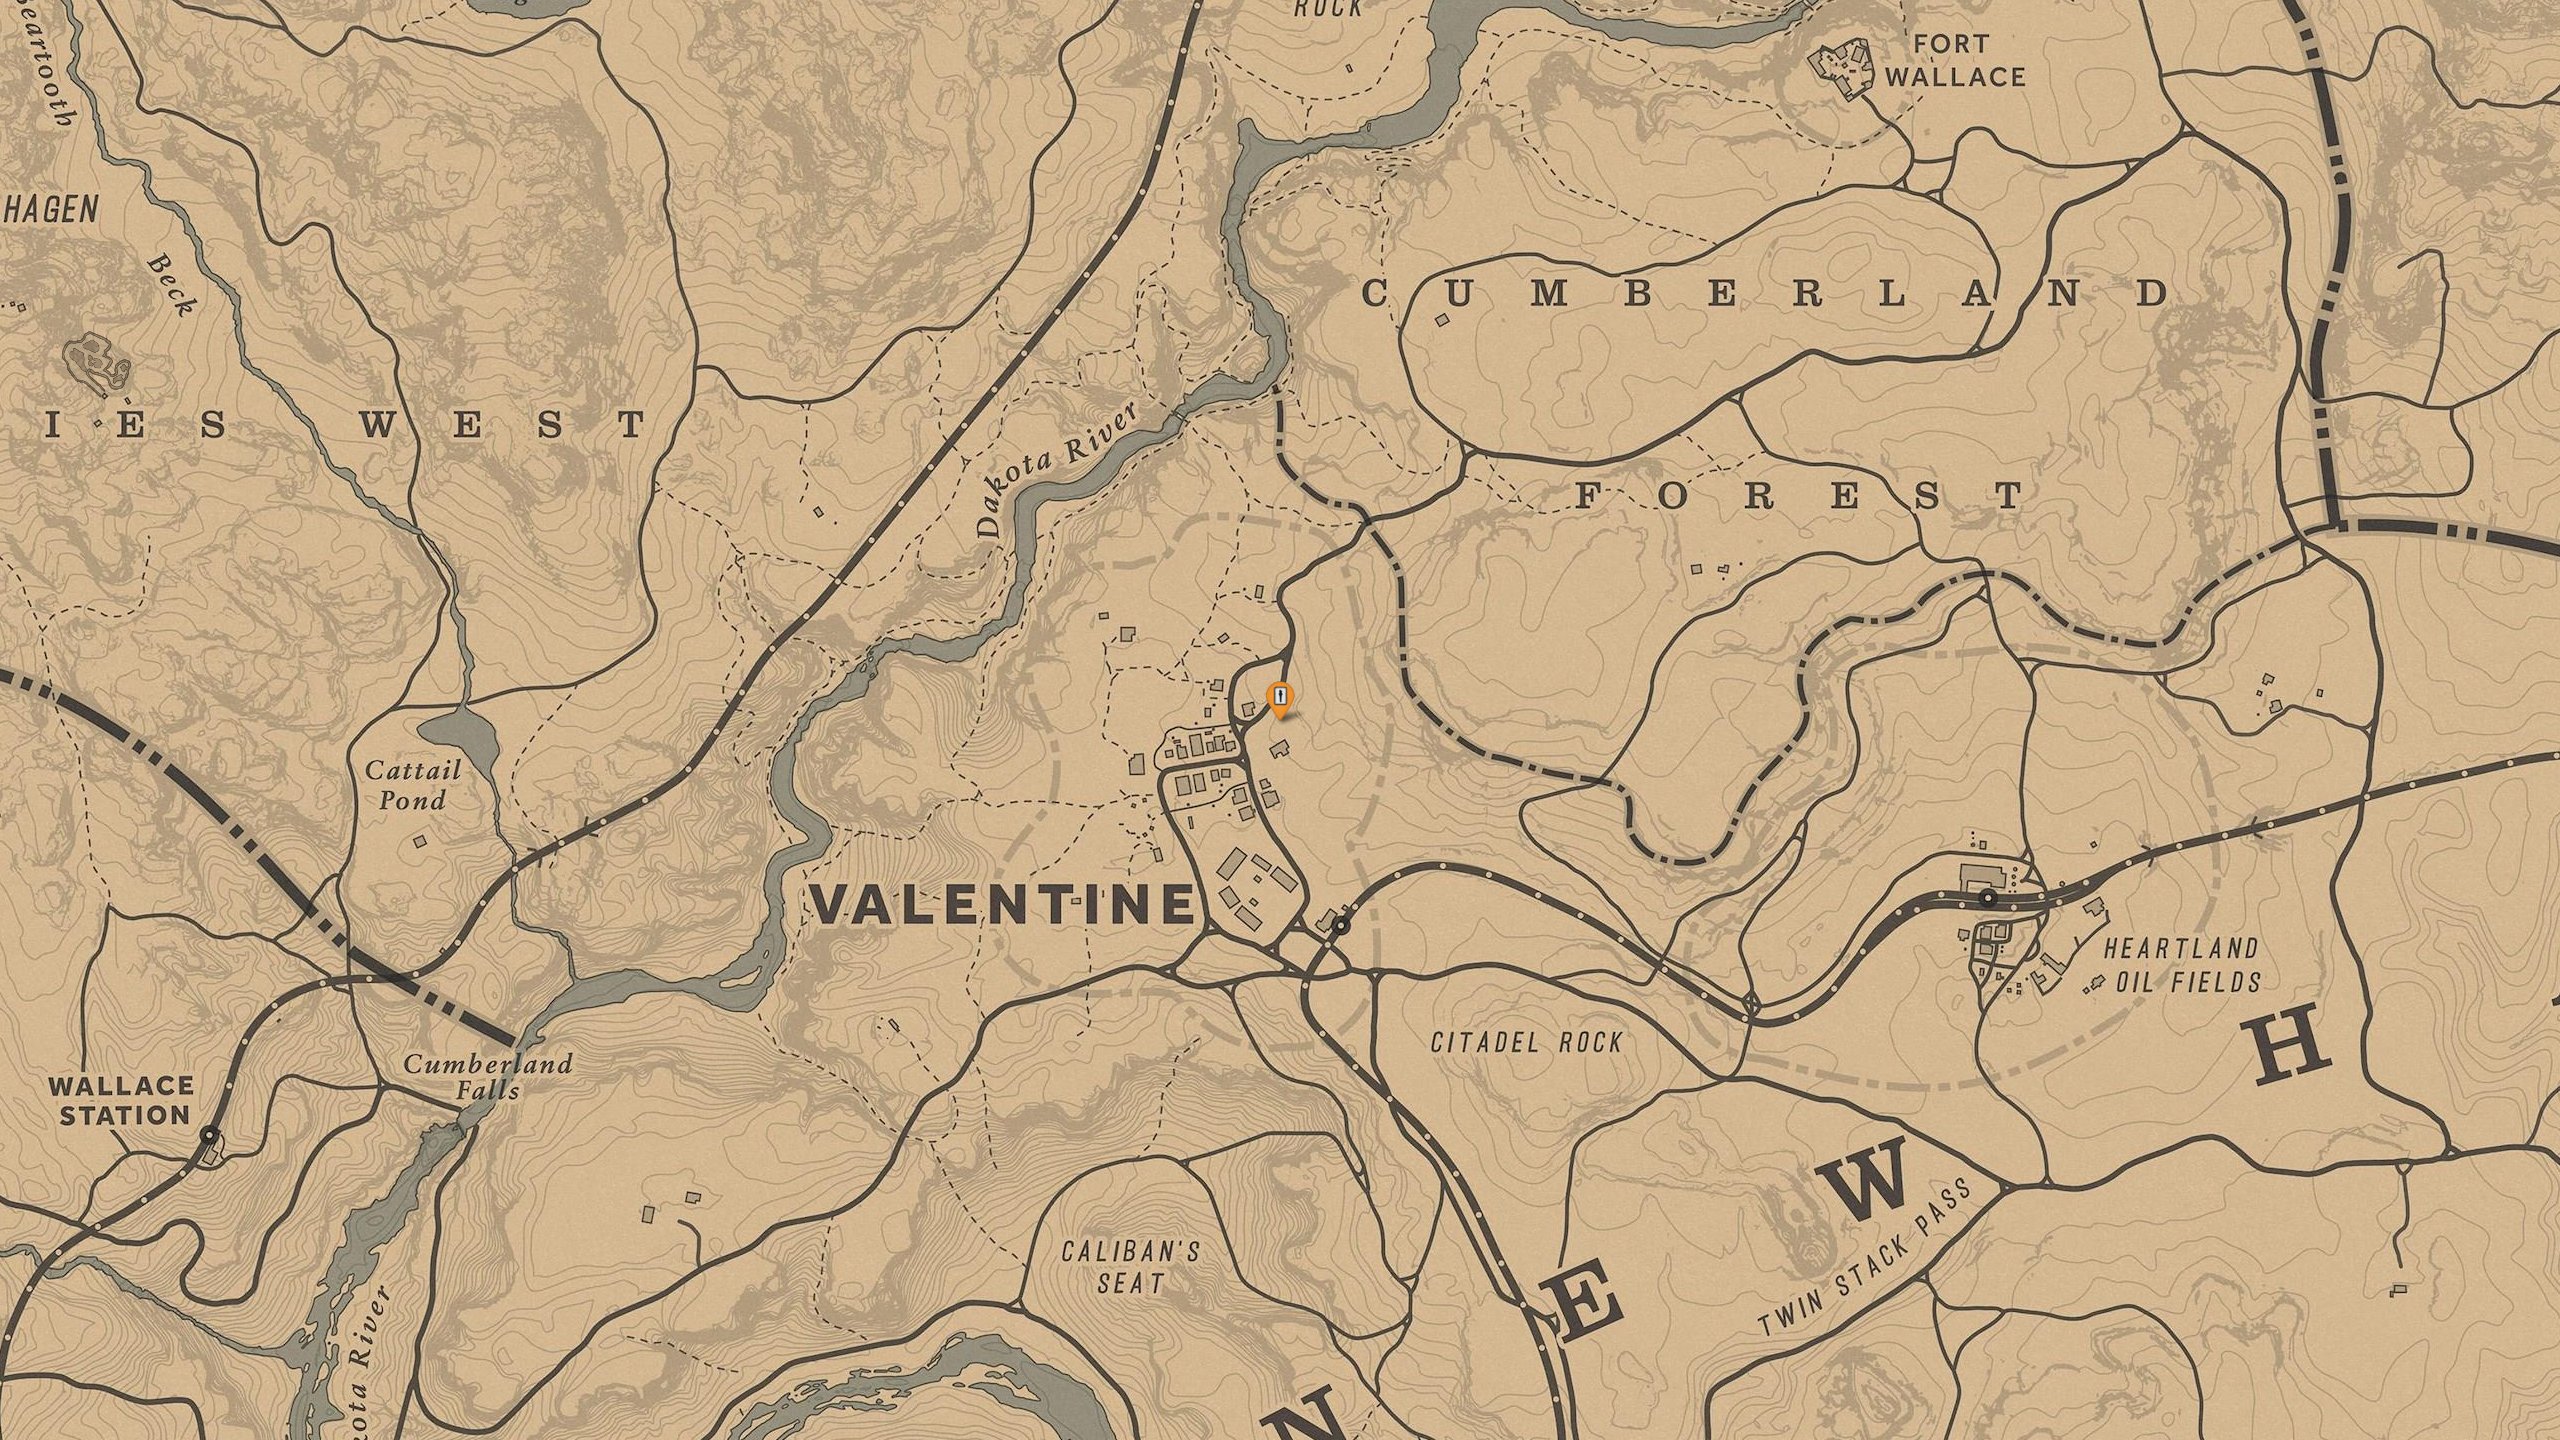 ROCK
FORT
WALLACE
Beartooth
Beck
HAGEN
CUMBERLAND
FOREST
IES WEST
Dakota River
Cattail
Pond
VALENTINE
HEARTLAND
OIL FIELDS
CITADEL ROCK
Cumberland
Falls
WALLACE
STATION
H
W
E
N
TWIN STACK PASS
CALIBAN'S
SEAT
kota River